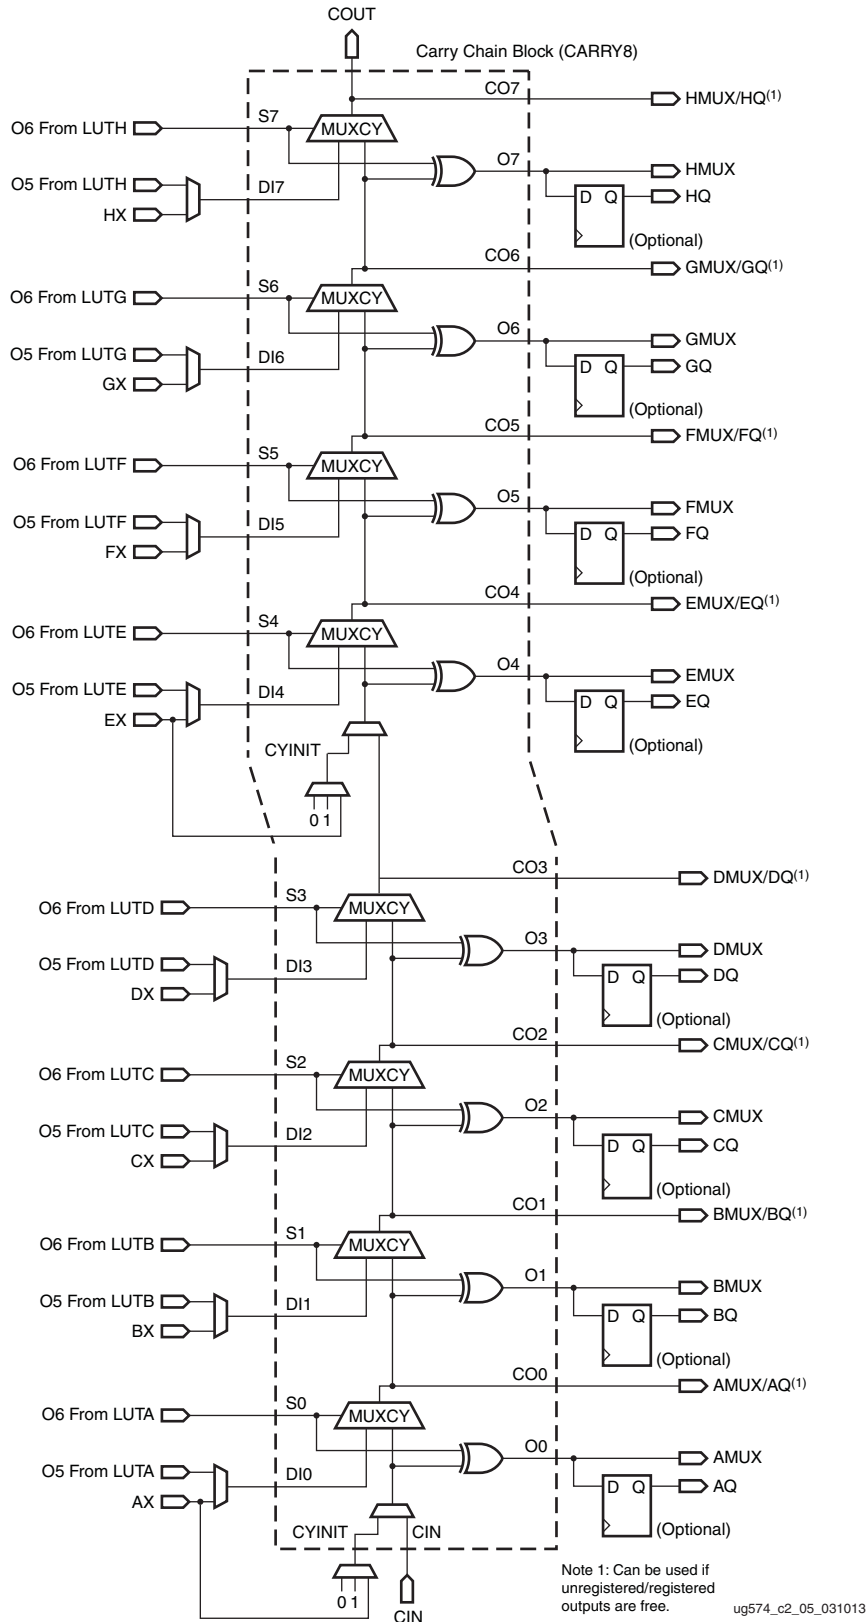 COUT
Carry Chain Block (CARRY8)
CO7
HMUX/HQ(1)
O6 From LUTH
S7
MUXCY
O7
HMUX
O5 From LUTH
DI7
D Q
HQ
HX
(Optional)
CO6
GMUX/GQ(1)
O6 From LUTG
S6
MUXCY
O6
GMUX
O5 From LUTG
DI6
D Q
GQ
GX
(Optional)
CO5
FMUX/FQ(1)
O6 From LUTF
S5
MUXCY
O5
FMUX
O5 From LUTF
DI5
D Q
FQ
FX
(Optional)
CO4
EMUX/EQ(1)
O6 From LUTE
S4
MUXCY
O4
EMUX
O5 From LUTE
DI4
D Q
EQ
EX
(Optional)
CYINIT
0 1
CO3
DMUX/DQ(1)
O6 From LUTD
S3
MUXCY
O3
DMUX
O5 From LUTD
DI3
D Q
DQ
DX
(Optional)
CO2
CMUX/CQ(1)
O6 From LUTC
S2
MUXCY
O2
CMUX
O5 From LUTC
DI2
D Q
CQ
CX
(Optional)
CO1
BMUX/BQ(1)
O6 From LUTB
S1
MUXCY
O1
BMUX
O5 From LUTB
DI1
D Q
BQ
BX
(Optional)
CO0
AMUX/AQ(1)
O6 From LUTA
S0
MUXCY
O0
AMUX
O5 From LUTA
DI0
D Q
AQ
AX
(Optional)
CYINIT
CIN
0 1
CIN
Note 1: Can be used if
unregistered/registered
outputs are free.
ug574_c2_05_031013